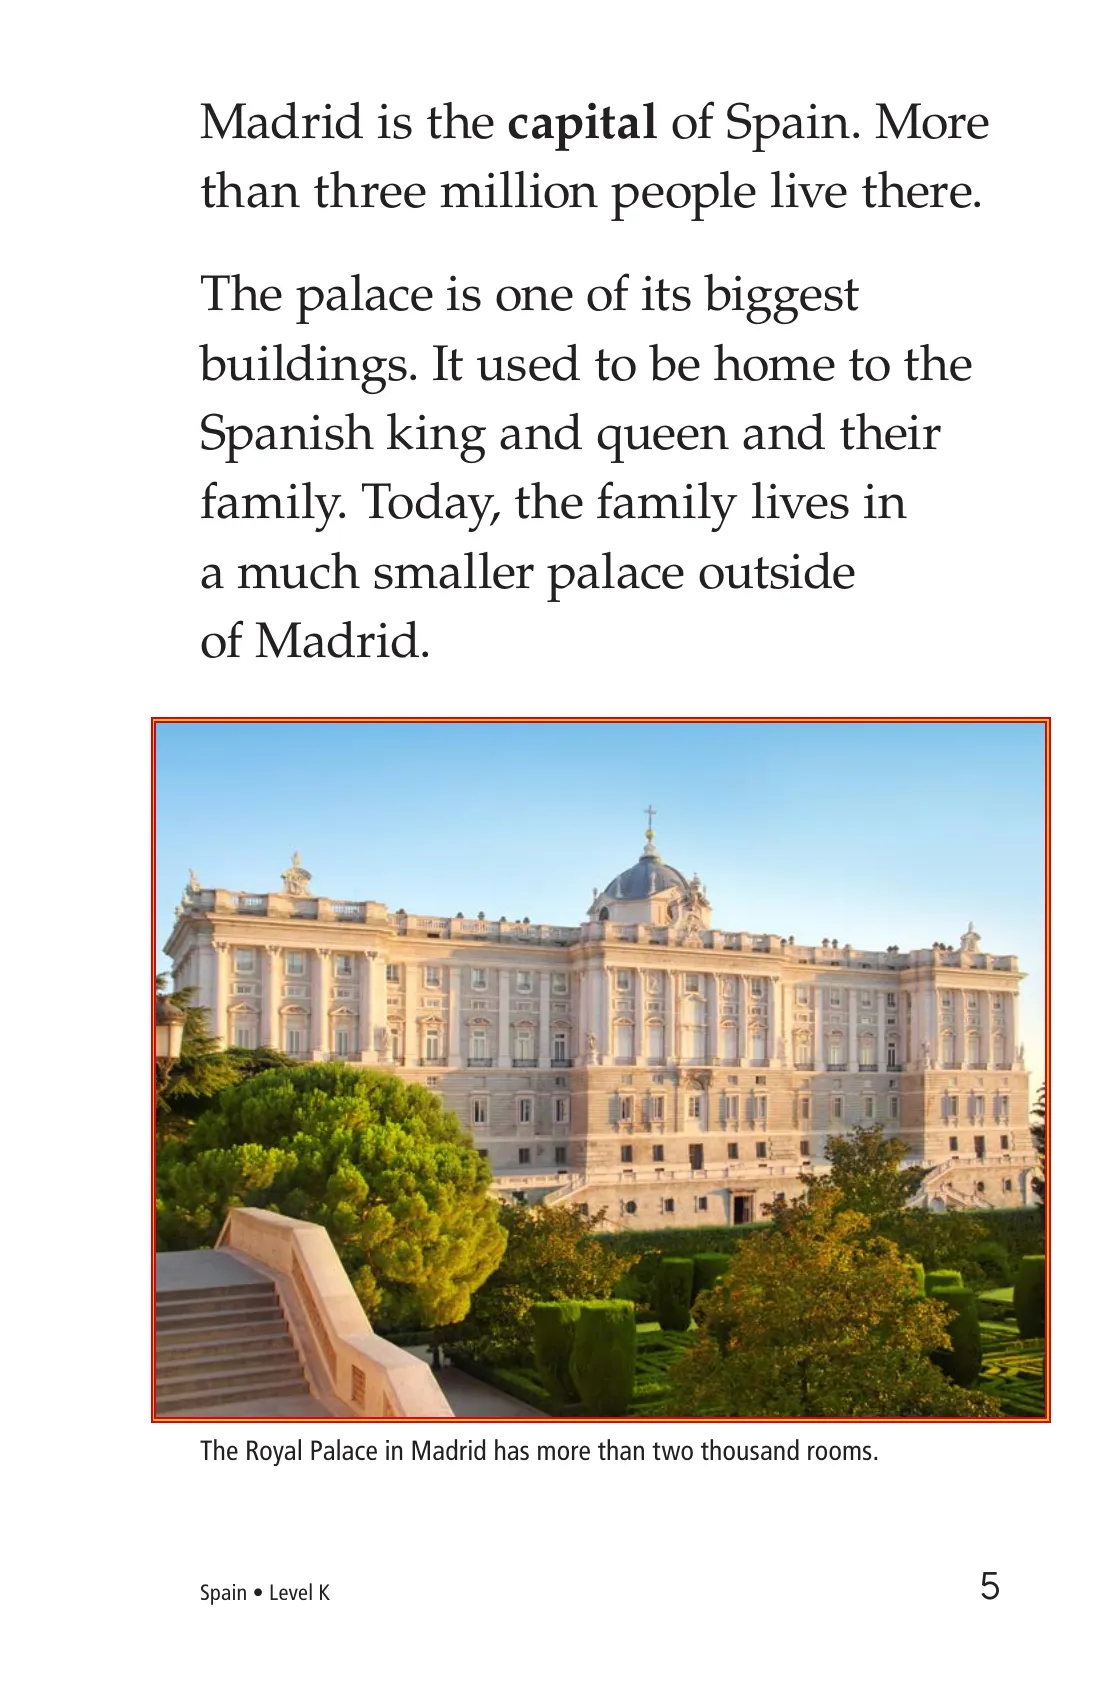 Madrid is the capital of Spain. More
than three million people live there.
The palace is one of its biggest
buildings. It used to be home to the
Spanish king and queen and their
family. Today, the family lives in
a much smaller palace outside
of Madrid.
The Royal Palace in Madrid has more than two thousand rooms.
Spain • Level K
5